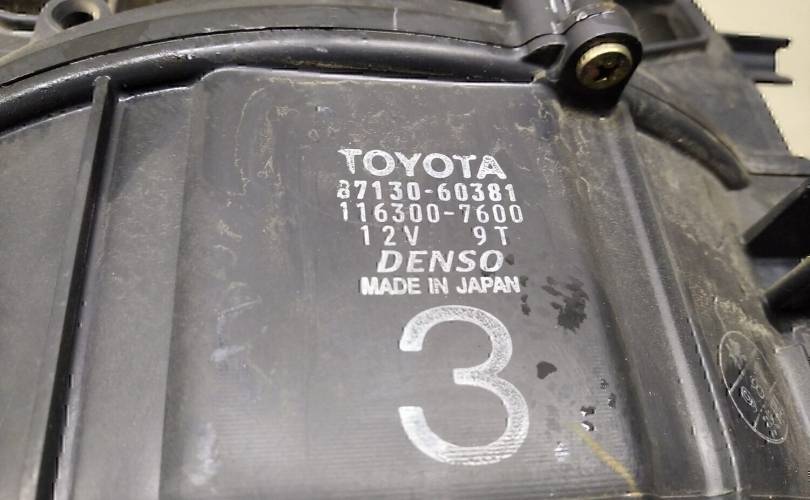 TOYOTA
87130-60381
116300-7600
12V 9T
DENSO
MADE IN JAPAN
3